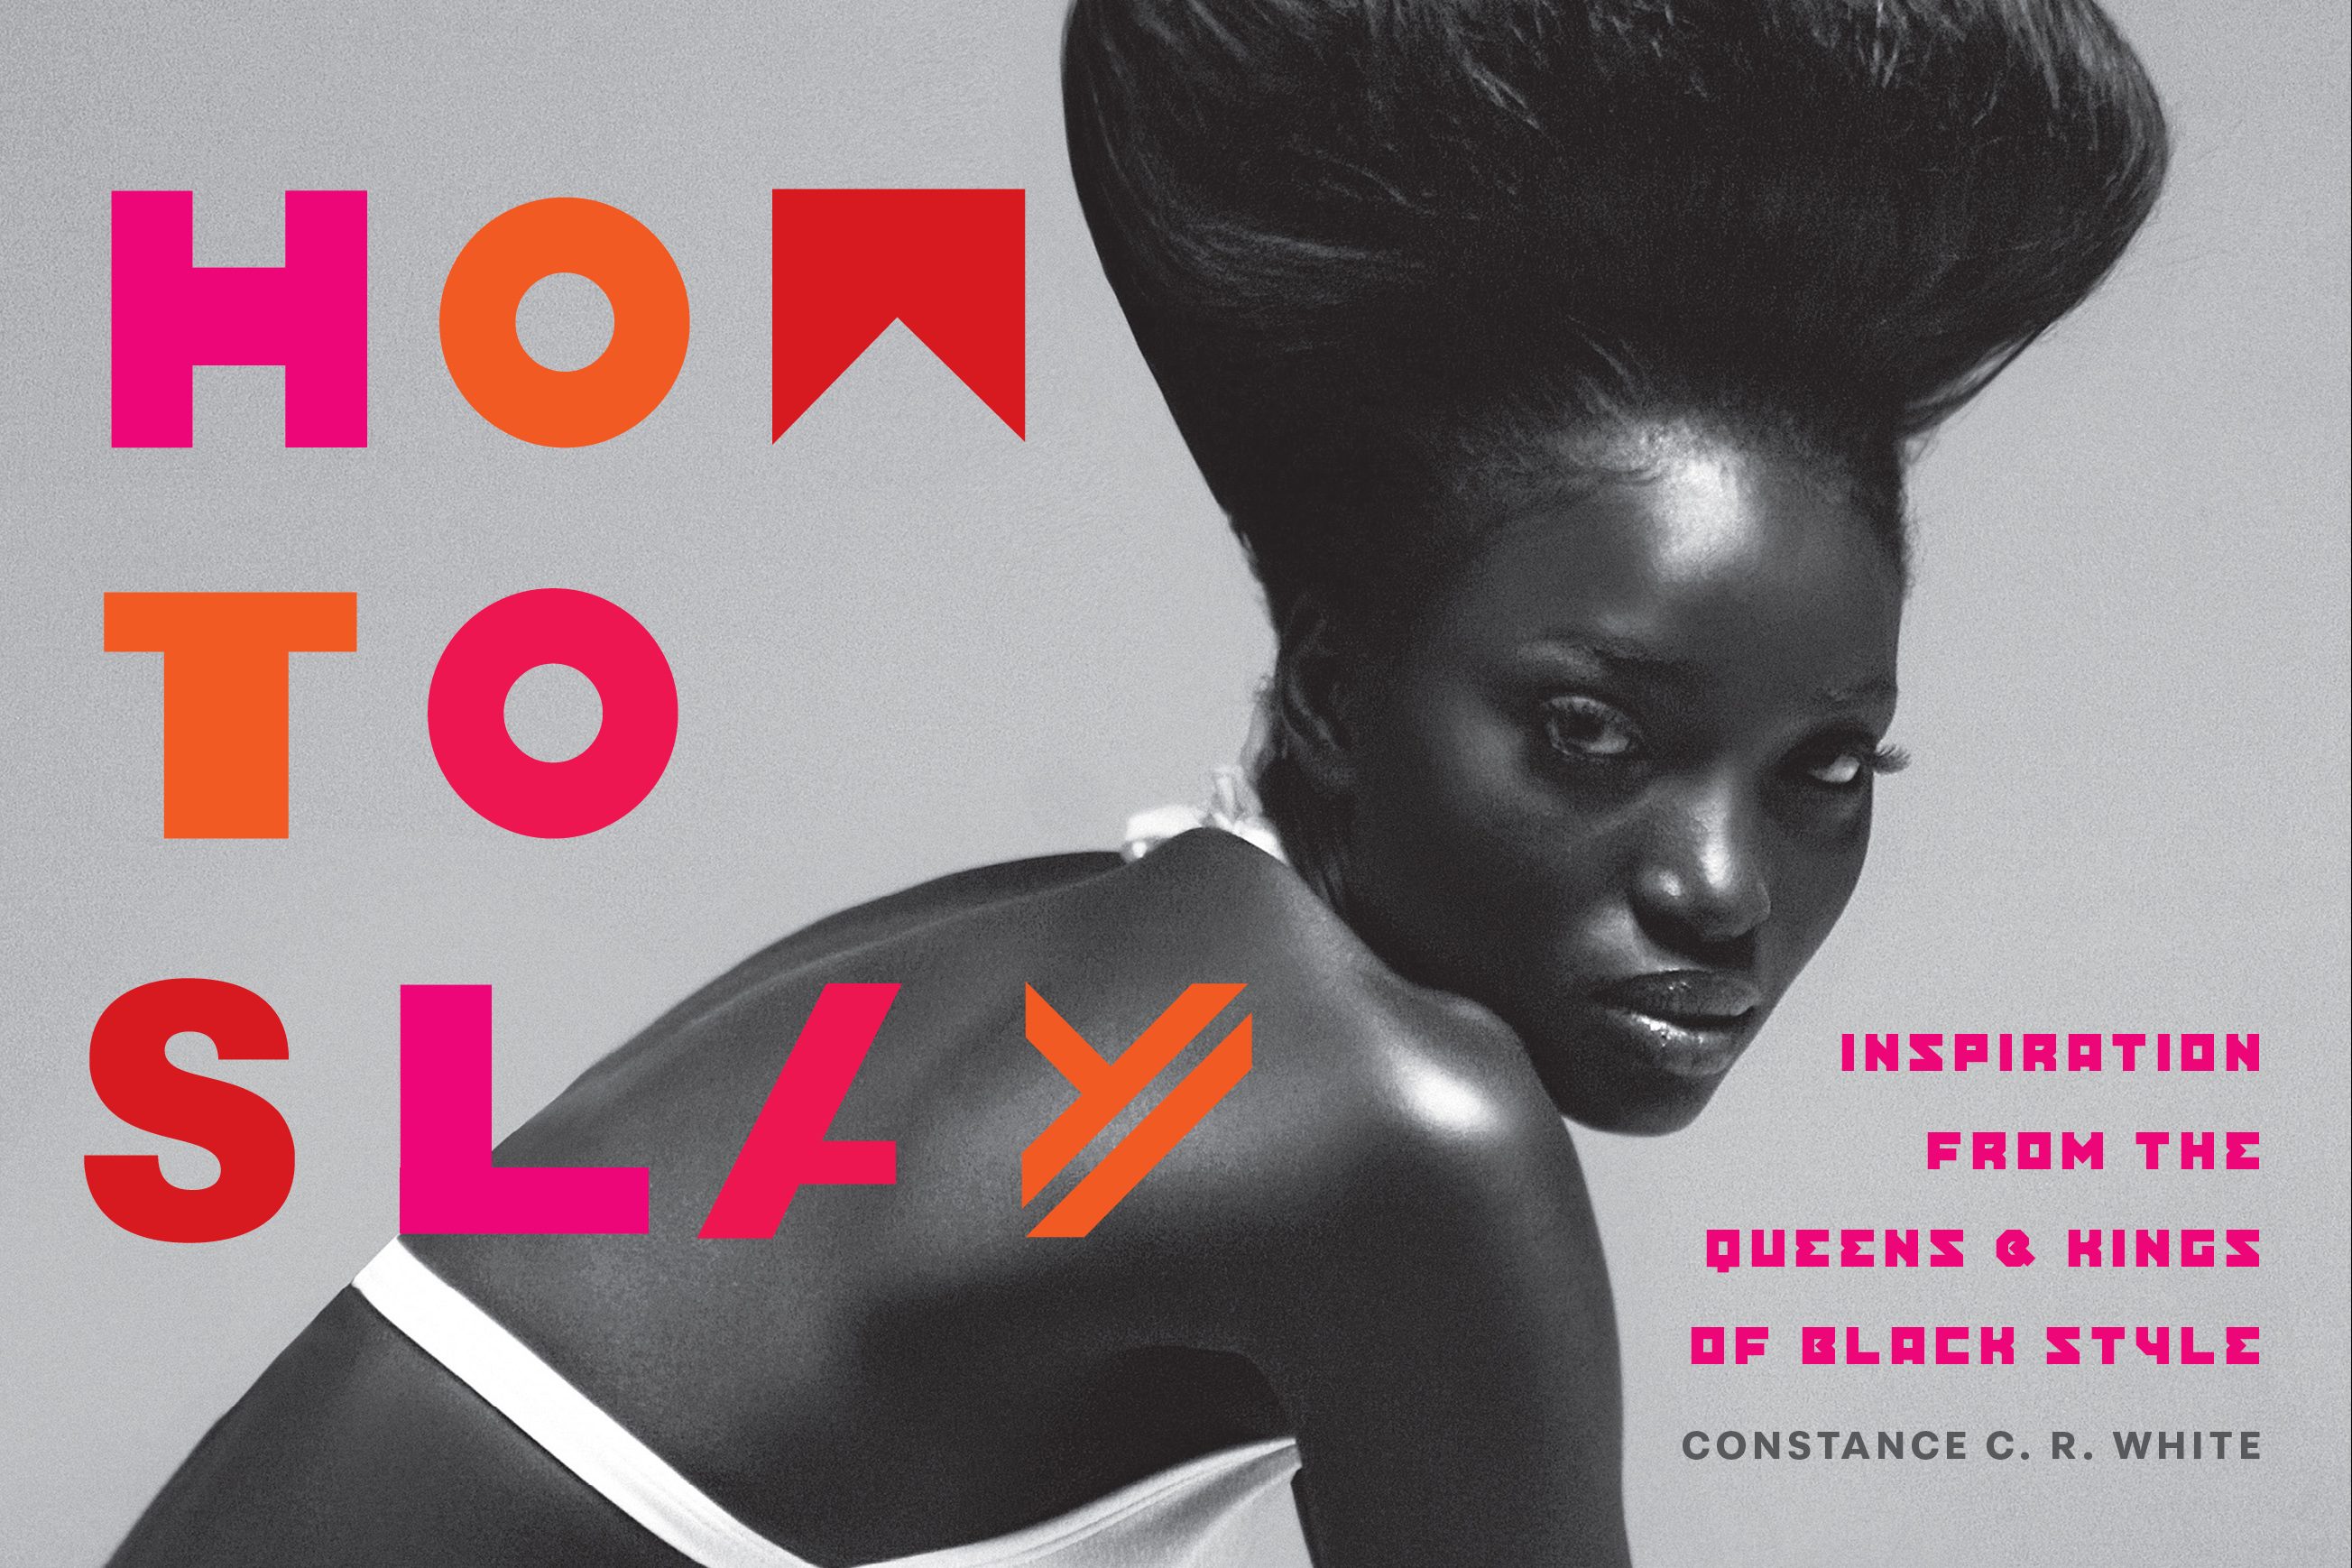 HOW
TO
SLAY
INSPIRATION
FROM THE
QUEENS & KINGS
OF BLACK STYLE
CONSTANCE C. R. WHITE